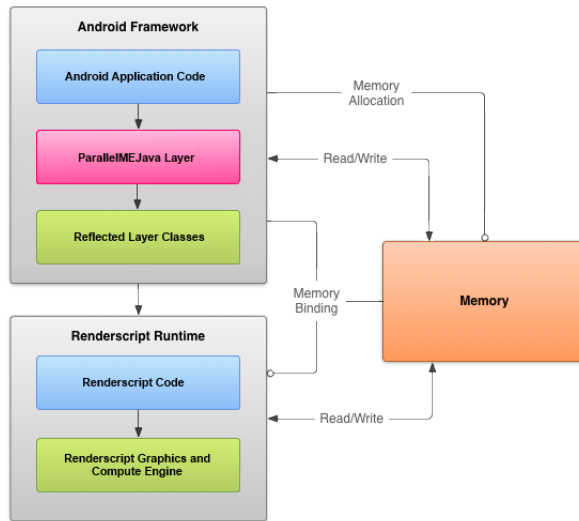 Android Framework
Android Application Code
ParallelMEJava Layer
Reflected Layer Classes
Memory
Allocation
Read/Write
Memory
Binding
Memory
Renderscript Runtime
Renderscript Code
Renderscript Graphics and
Compute Engine
Read/Write